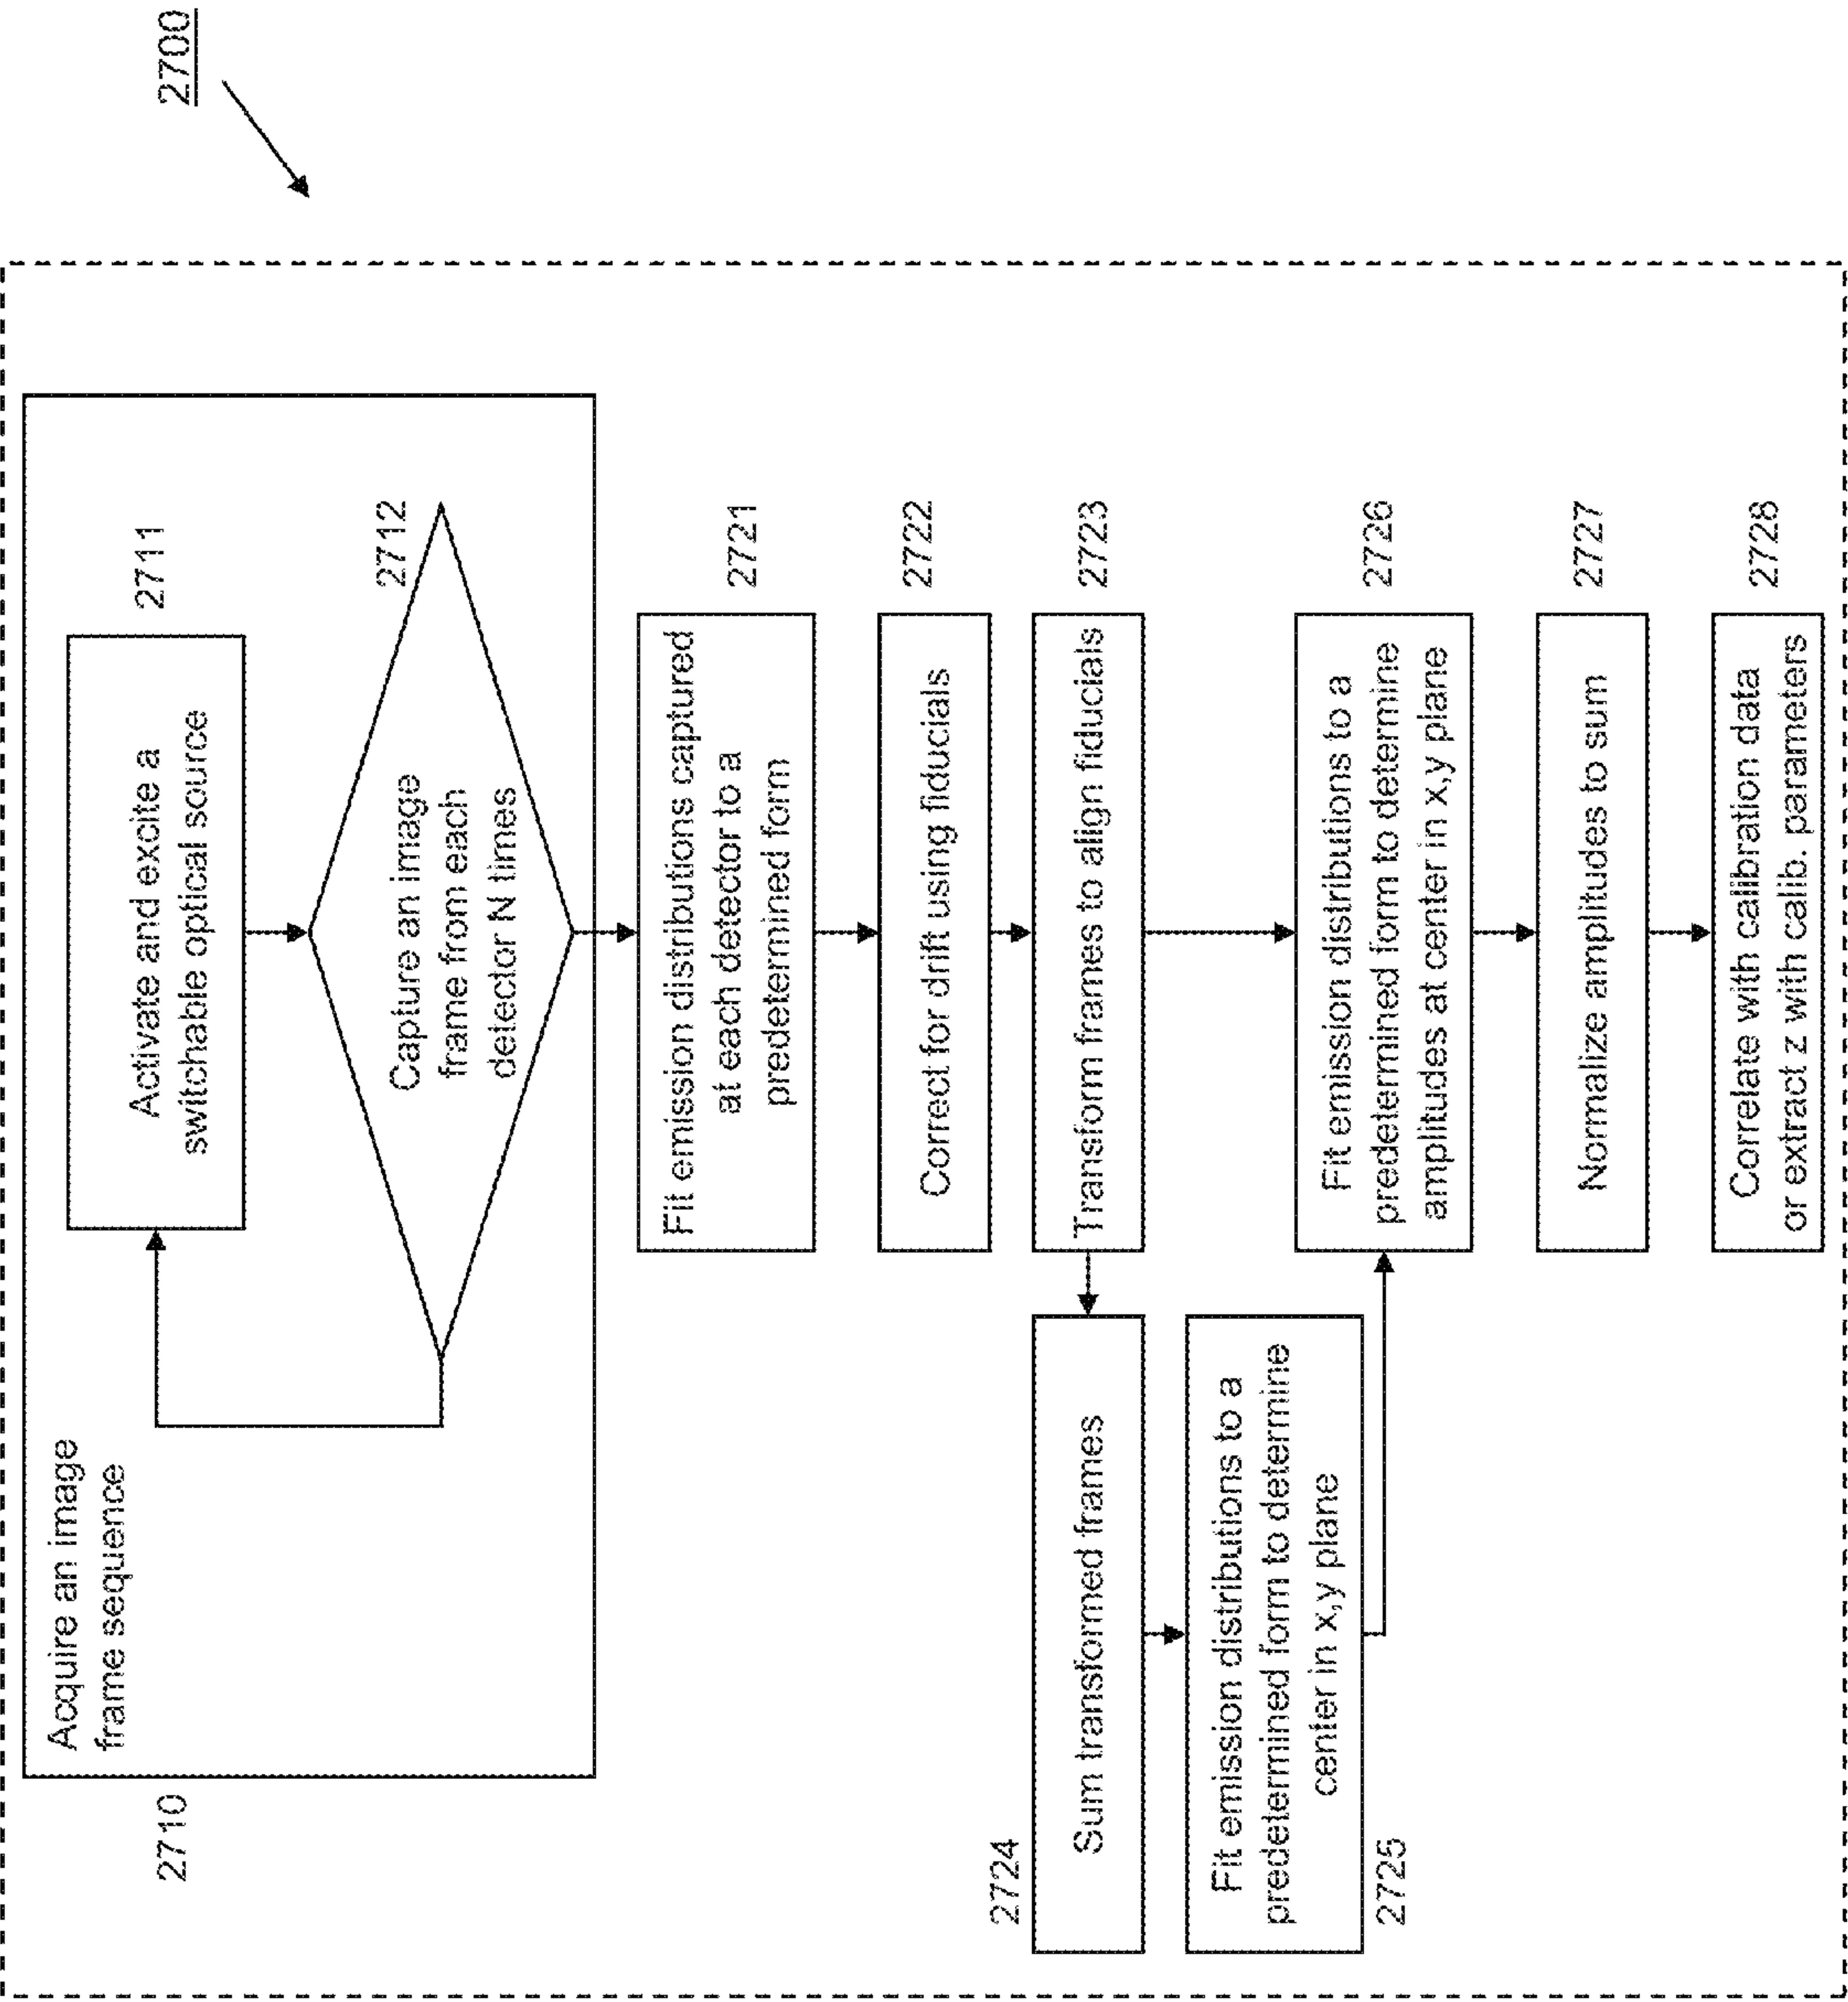 2700
Acquire an image
frame sequence
2710
Activate and excite a
switchable optical source
2711
Capture an image
frame from each
detector N times
2712
Fit emission distributions captured
at each detector to a
predetermined form
2721
Correct for drift using fiducials
2722
Transform frames to align fiducials
2723
2724
Sum transformed frames
Fit emission distributions to a
predetermined form to determine
center in x,y plane
2725
Fit emission distributions to a
predetermined form to determine
amplitudes at center in x,y plane
2726
Normalize amplitudes to sum
2727
Correlate with calibration data
or extract z with calib. parameters
2728